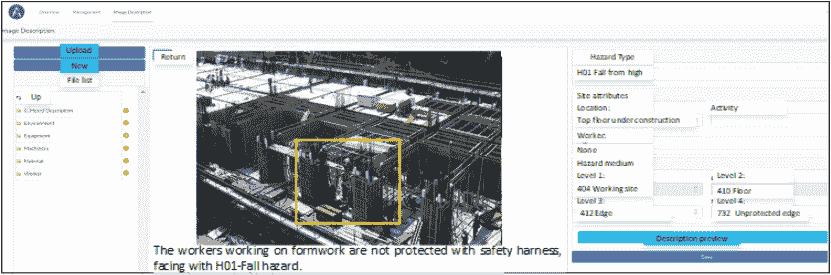 Overview Management Image Description
Image Description
Upload
New
File list
Up
Environment
Equipment
Machinery
Material
Worker
Return
The workers working on formwork are not protected with safety harness,
facing with H01-Fall hazard.
Hazard Type
H01 Fall from high
Site attributes
Location: Activity
Top floor under construction
Worker:
None
Hazard medium
Level 1: Level 2:
404 Working site 410 Floor
Level 3: Level 4:
412 Edge 732 Unprotected edge
Description preview
Save